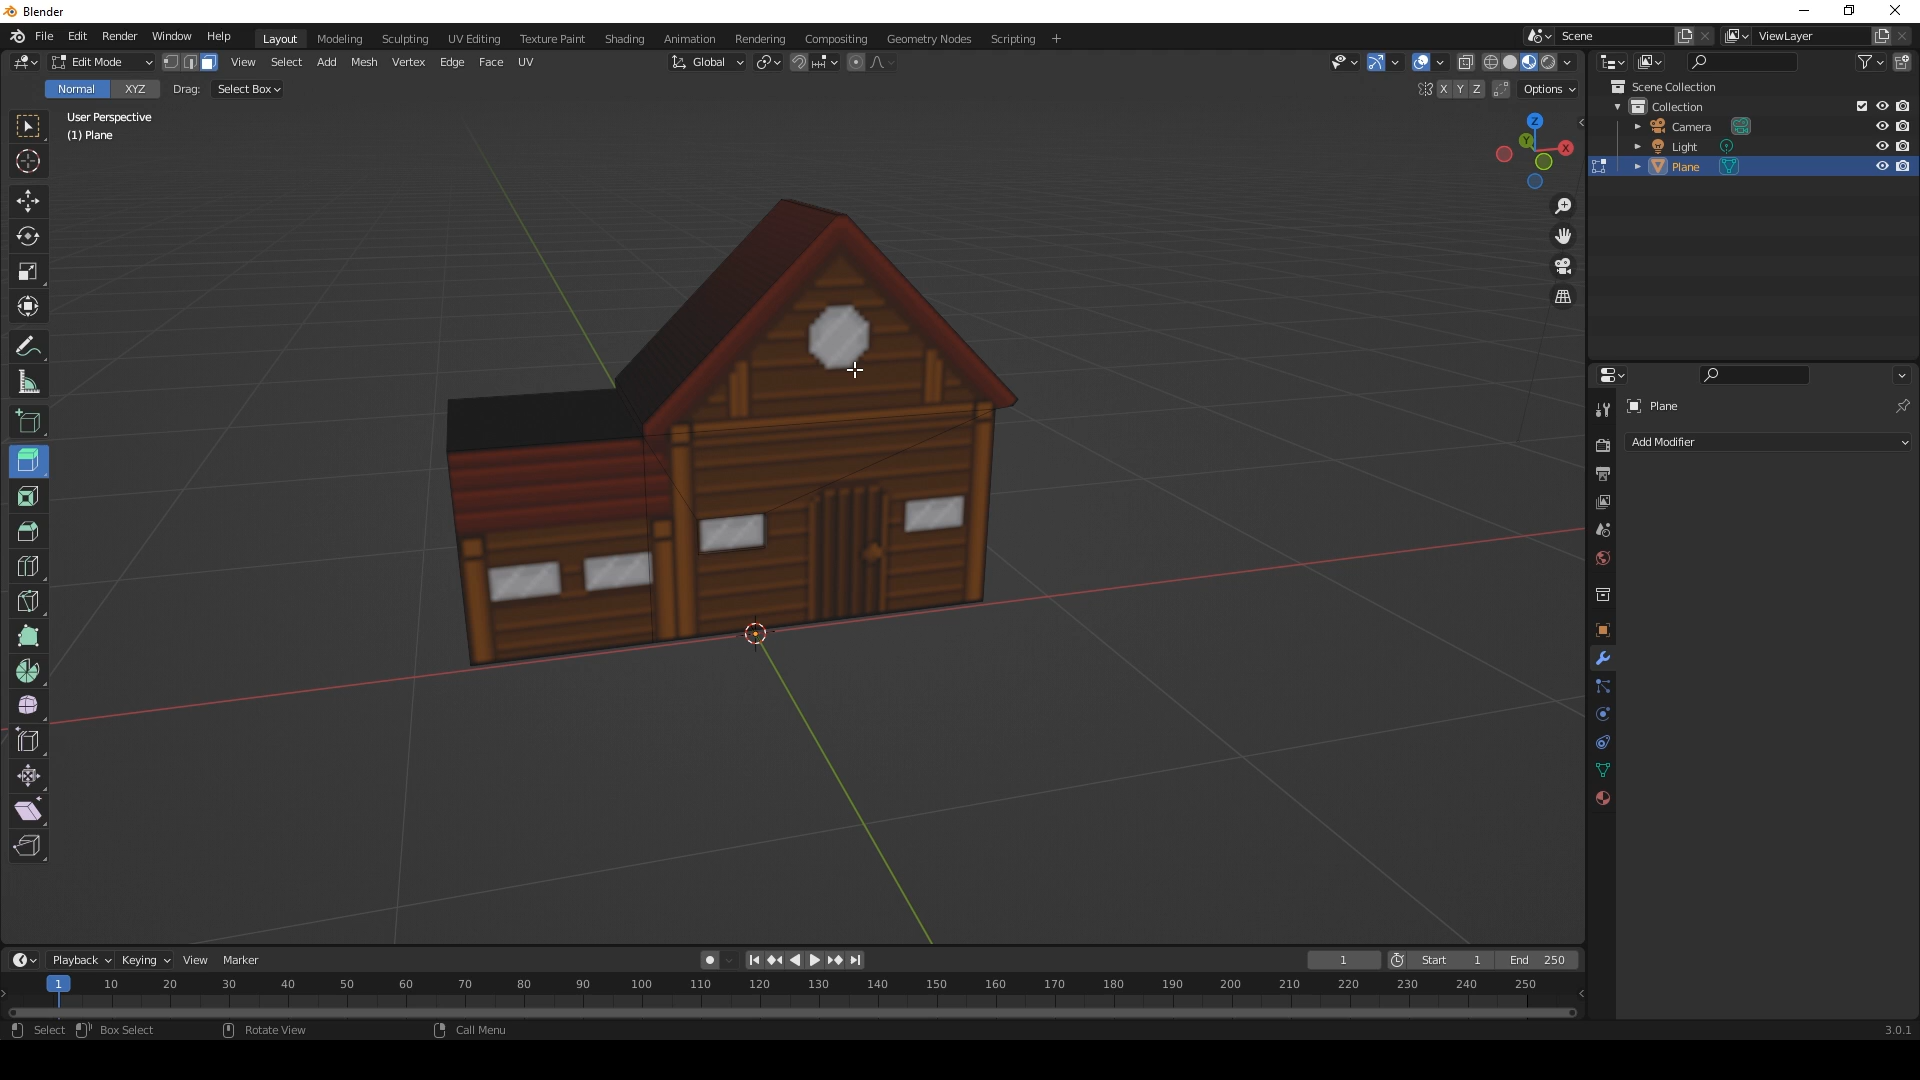 Blender
File Edit Render Window Help Layout Modeling Sculpting UV Editing Texture Paint Shading Animation Rendering Compositing Geometry Nodes Scripting + Scene ViewLayer
Edit Mode View Select Add Mesh Vertex Edge Face UV Global
Normal XYZ Drag: Select Box X Y Z Options
User Perspective
(1) Plane
Z
Y
X
Scene Collection
Collection
Camera
Light
Plane
Plane
Add Modifier
Playback Keying View Marker 1 Start 1 End 250
1 10 20 30 40 50 60 70 80 90 100 110 120 130 140 150 160 170 180 190 200 210 220 230 240 250
Select Box Select Rotate View Call Menu 3.0.1